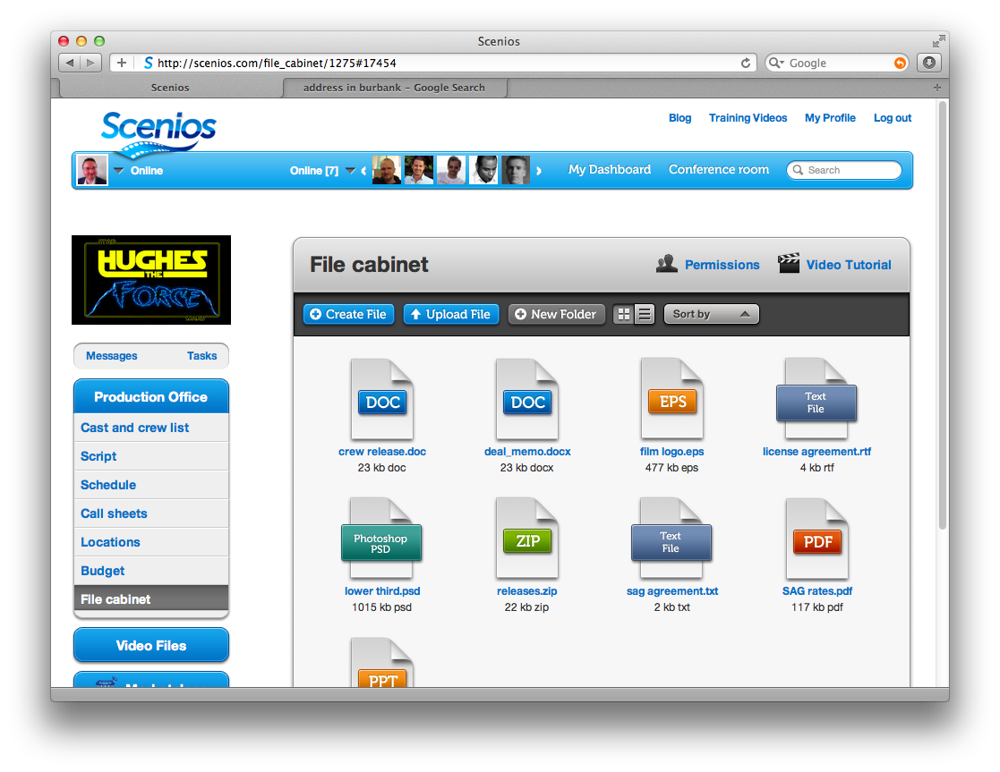 Scenios
http://scenios.com/file_cabinet/1275#17454
Google
Scenios
address in burbank – Google Search
Scenios
Blog Training Videos My Profile Log out
Online Online [7] My Dashboard Conference room Search
STAR
HUGHES
THE
FORCE
WARS
File cabinet Permissions Video Tutorial
Create File Upload File New Folder Sort by
Messages Tasks
Production Office
Cast and crew list
Script
Schedule
Call sheets
Locations
Budget
File cabinet
Video Files
DOC DOC EPS Text
File
crew release.doc deal_memo.docx film logo.eps license agreement.rtf
23 kb doc 23 kb docx 477 kb eps 4 kb rtf
Photoshop
PSD ZIP Text
File PDF
lower third.psd releases.zip sag agreement.txt SAG rates.pdf
1015 kb psd 22 kb zip 2 kb txt 117 kb pdf
PPT